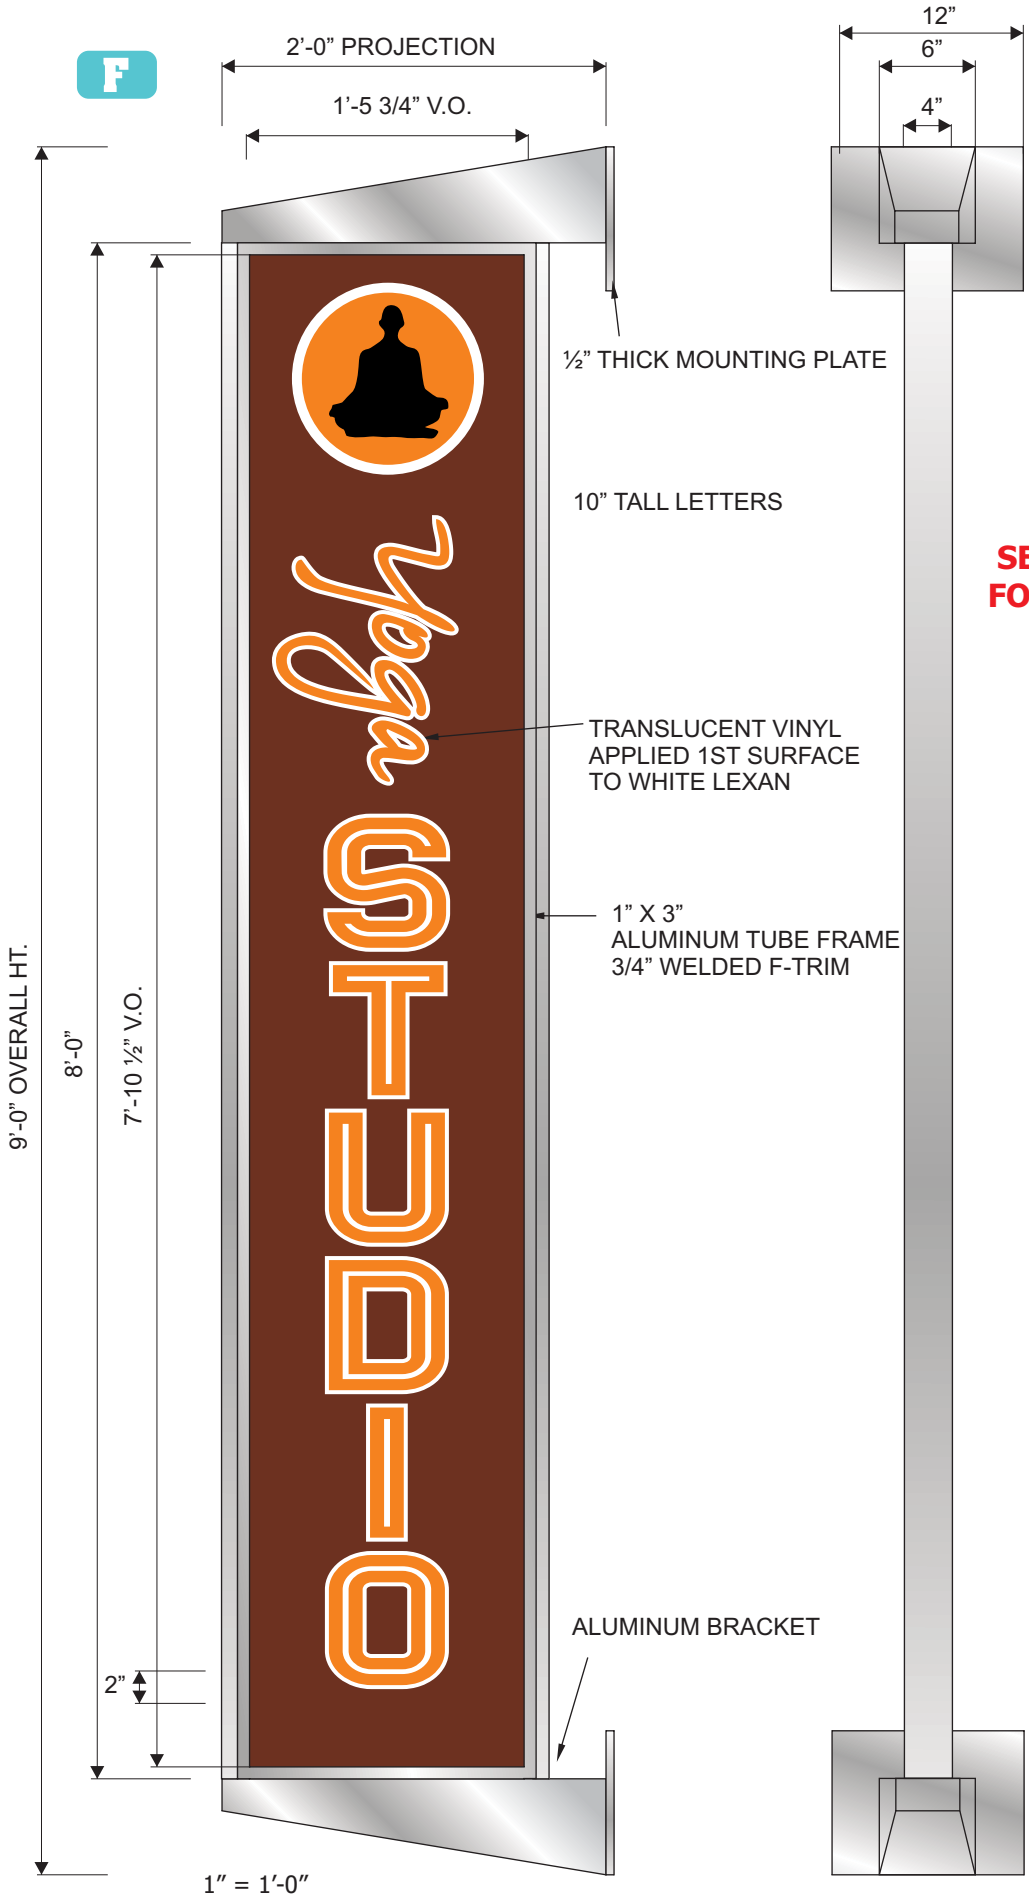 F
2’-0” PROJECTION
1’-5 3/4” V.O.
12”
6”
4”
½” THICK MOUNTING PLATE
10” TALL LETTERS
SE
FO
Yoga
TRANSLUCENT VINYL
APPLIED 1ST SURFACE
TO WHITE LEXAN
STUDIO
1” X 3”
ALUMINUM TUBE FRAME
3/4” WELDED F-TRIM
9’-0” OVERALL HT.
8’-0”
7’-10 ½” V.O.
ALUMINUM BRACKET
2”
1” = 1’-0”